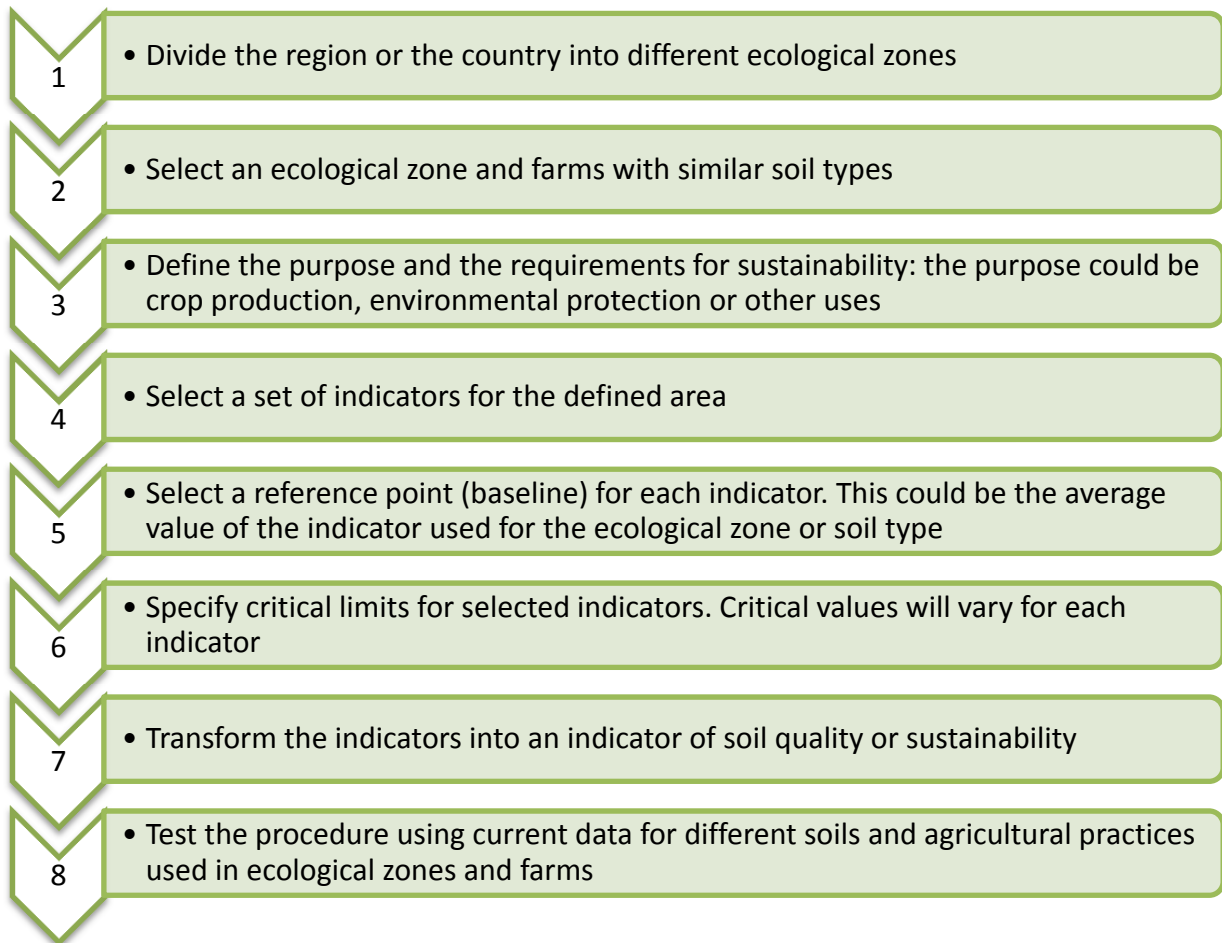 1
• Divide the region or the country into different ecological zones
2
• Select an ecological zone and farms with similar soil types
3
• Define the purpose and the requirements for sustainability: the purpose could be
crop production, environmental protection or other uses
4
• Select a set of indicators for the defined area
5
• Select a reference point (baseline) for each indicator. This could be the average
value of the indicator used for the ecological zone or soil type
6
• Specify critical limits for selected indicators. Critical values will vary for each
indicator
7
• Transform the indicators into an indicator of soil quality or sustainability
8
• Test the procedure using current data for different soils and agricultural practices
used in ecological zones and farms